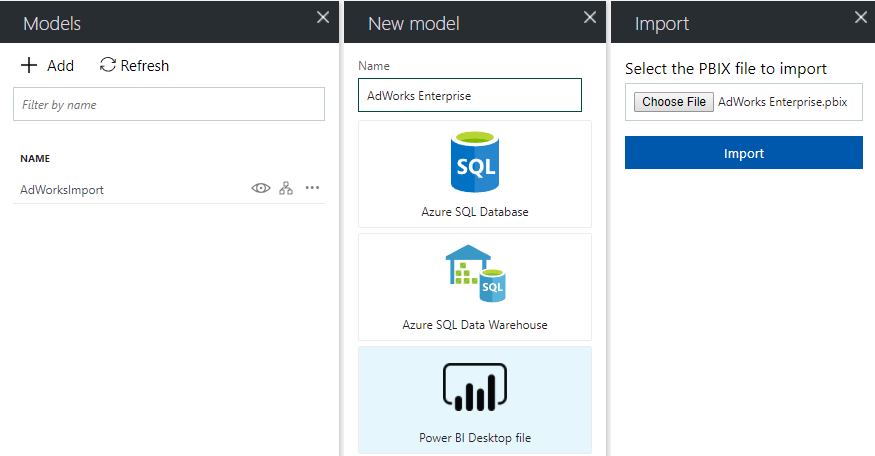 Models
Add
Refresh
Filter by name
NAME
AdWorksImport
New model
Name
AdWorks Enterprise
SQL
Azure SQL Database
SQL
Azure SQL Data Warehouse
Power BI Desktop file
Import
Select the PBIX file to import
Choose File AdWorks Enterprise.pbix
Import